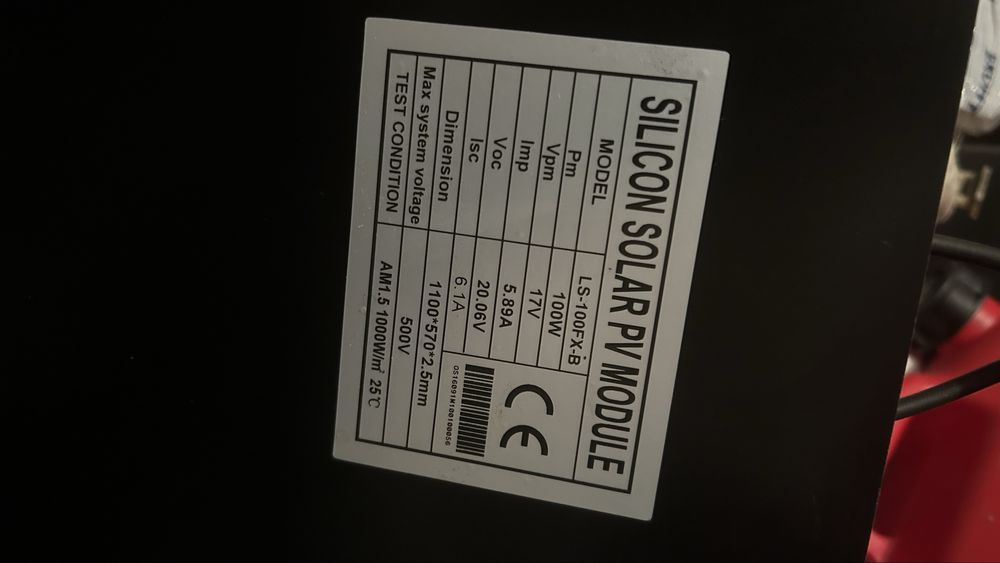 SILICON SOLAR PV MODULE
MODEL LS-100FX-B
Pm 100W
Vpm 17V
Imp 5.89A
Voc 20.06V
Isc 6.1A
CE
Dimension 1100*570*2.5mm
Max system voltage 500V
TEST CONDITION AM1.5 1000W/㎡ 25℃